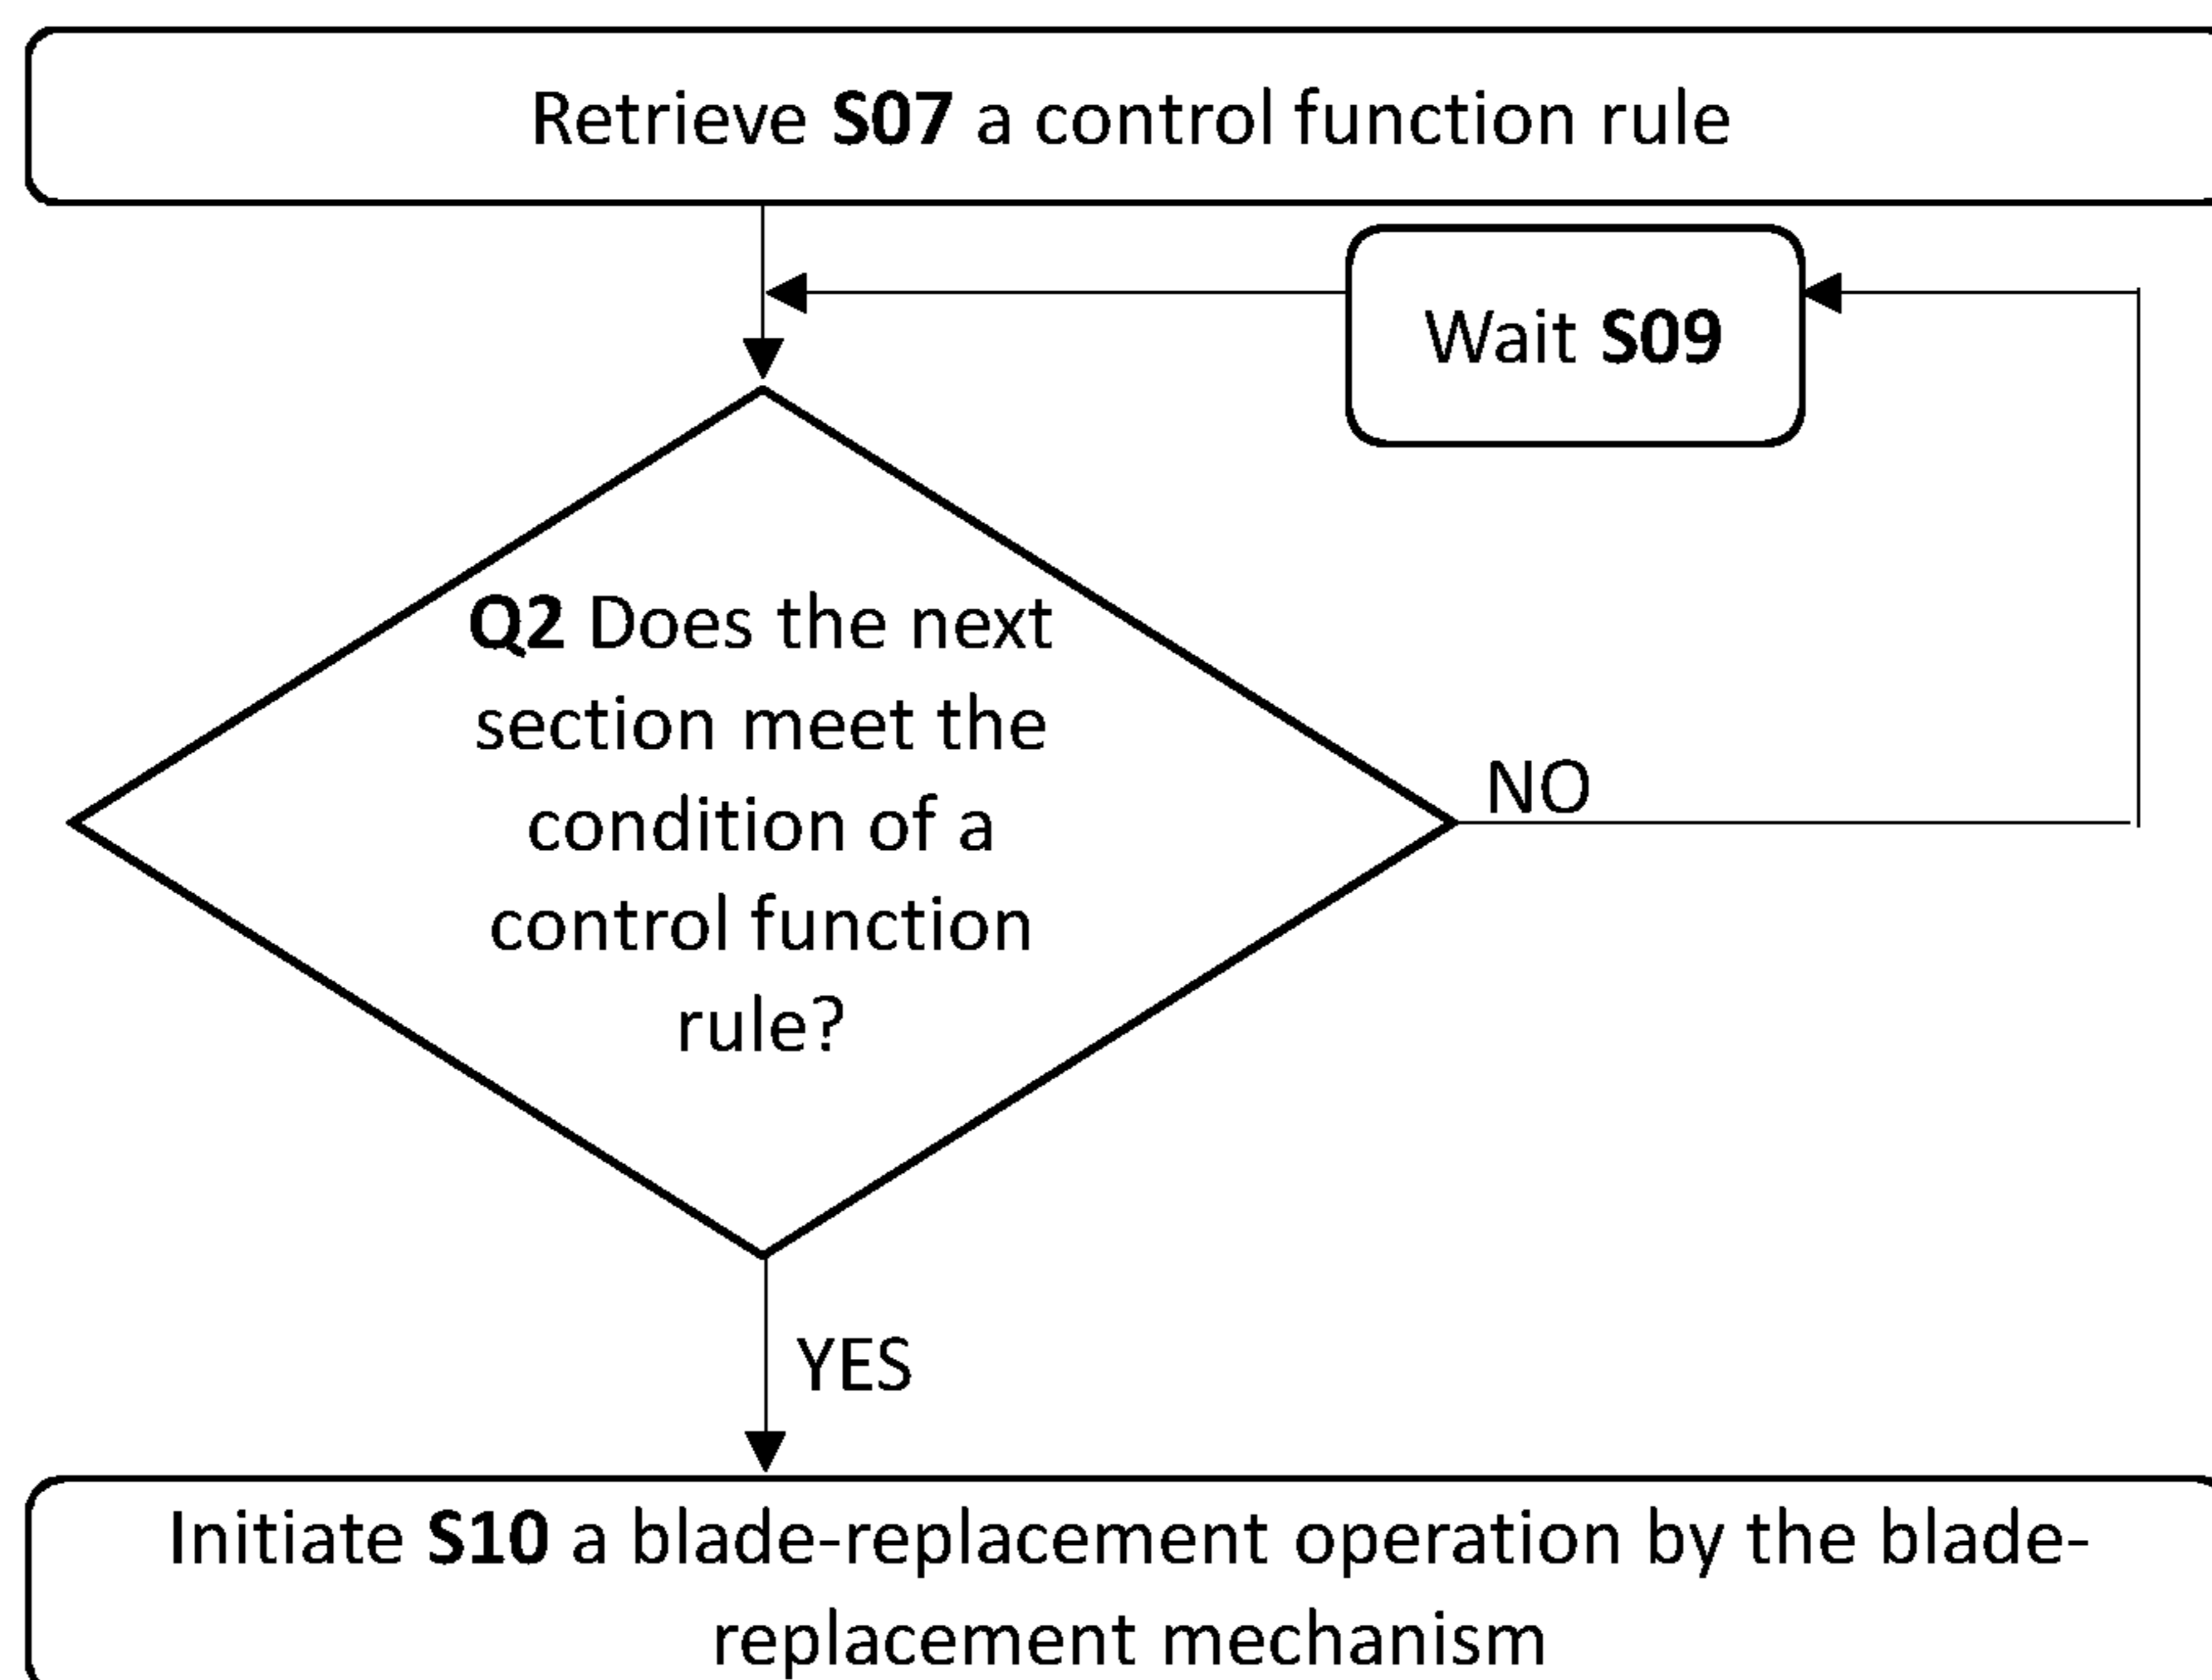 Retrieve S07 a control function rule
Wait S09
Q2 Does the next
section meet the
condition of a
control function
rule?
NO
YES
Initiate S10 a blade-replacement operation by the blade-
replacement mechanism